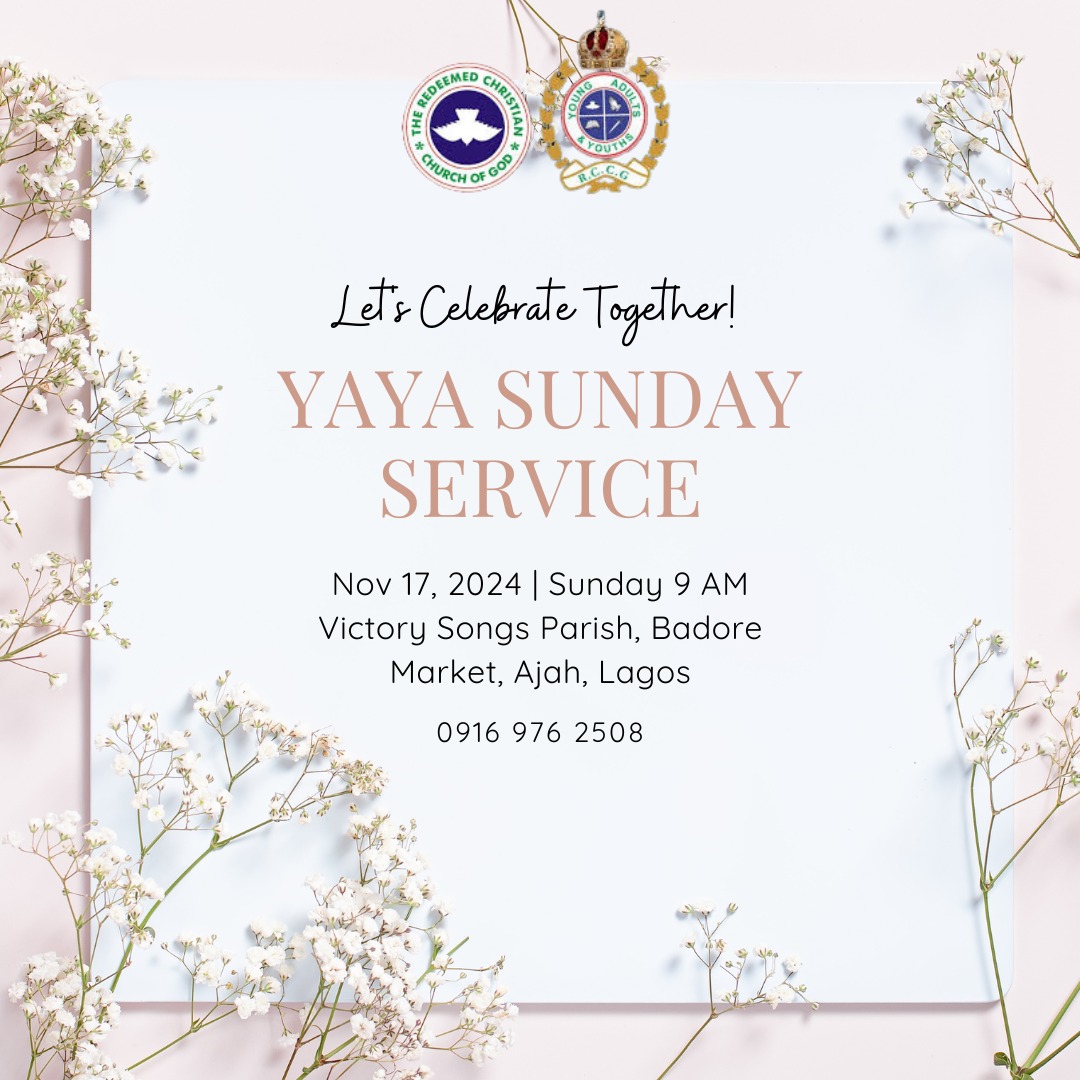 THE REDEEMED CHRISTIAN
CHURCH OF GOD
YOUNG ADULTS
& YOUTHS
R.C.C.G
Let's Celebrate Together!
YAYA SUNDAY
SERVICE
Nov 17, 2024 | Sunday 9 AM
Victory Songs Parish, Badore
Market, Ajah, Lagos
0916 976 2508